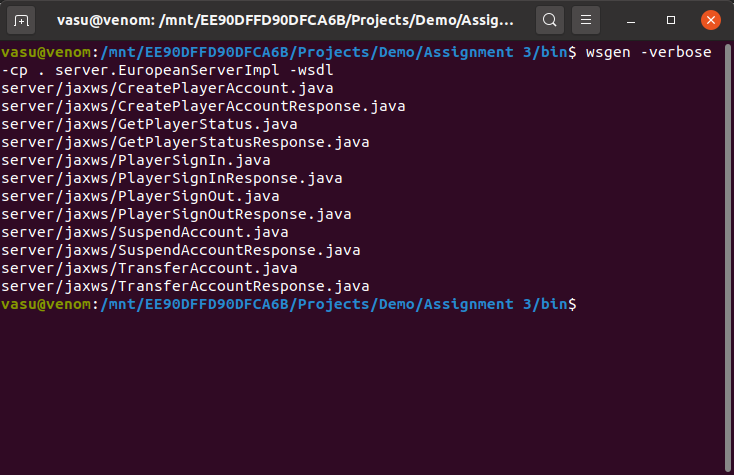 vasu@venom: /mnt/EE90DFFD90DFCA6B/Projects/Demo/Assig...
vasu@venom:/mnt/EE90DFFD90DFCA6B/Projects/Demo/Assignment 3/bin$ wsgen -verbose
-cp . server.EuropeanServerImpl -wsdl
server/jaxws/CreatePlayerAccount.java
server/jaxws/CreatePlayerAccountResponse.java
server/jaxws/GetPlayerStatus.java
server/jaxws/GetPlayerStatusResponse.java
server/jaxws/PlayerSignIn.java
server/jaxws/PlayerSignInResponse.java
server/jaxws/PlayerSignOut.java
server/jaxws/PlayerSignOutResponse.java
server/jaxws/SuspendAccount.java
server/jaxws/SuspendAccountResponse.java
server/jaxws/TransferAccount.java
server/jaxws/TransferAccountResponse.java
vasu@venom:/mnt/EE90DFFD90DFCA6B/Projects/Demo/Assignment 3/bin$